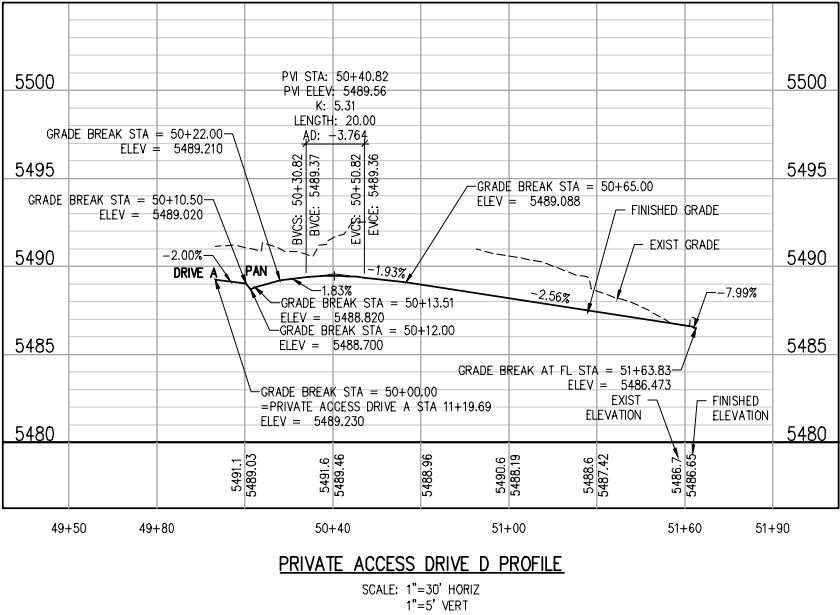 PVI STA: 50+40.82
PVI ELEV: 5489.56
K: 5.31
LENGTH: 20.00
AD: -3.764
5500
5500
GRADE BREAK STA = 50+22.00
ELEV = 5489.210
BVCS: 50+30.82
BVCE: 5489.37
EVCS: 50+50.82
EVCE: 5489.36
5495
5495
GRADE BREAK STA = 50+10.50
ELEV = 5489.020
GRADE BREAK STA = 50+65.00
ELEV = 5489.088
FINISHED GRADE
EXIST GRADE
5490
5490
-2.00%
DRIVE A
PAN
-1.93%
1.83%
-2.56%
-7.99%
GRADE BREAK STA = 50+13.51
ELEV = 5488.820
GRADE BREAK STA = 50+12.00
ELEV = 5488.700
5485
5485
GRADE BREAK AT FL STA = 51+63.83
ELEV = 5486.473
GRADE BREAK STA = 50+00.00
=PRIVATE ACCESS DRIVE A STA 11+19.69
ELEV = 5489.230
EXIST
ELEVATION
FINISHED
ELEVATION
5480
5480
5491.1
5489.03
5491.6
5489.46
5488.96
5490.6
5488.19
5488.6
5487.42
5486.7
5486.65
49+50
49+80
50+40
51+00
51+60
51+90
PRIVATE ACCESS DRIVE D PROFILE
SCALE: 1"=30' HORIZ
1"=5' VERT